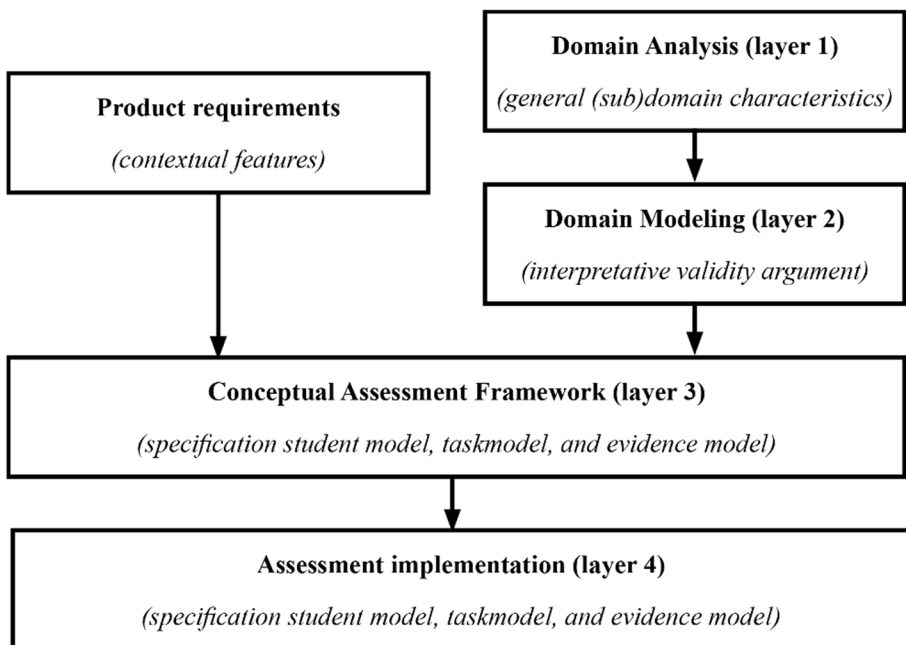 Domain Analysis (layer 1)
(general (sub)domain characteristics)
Product requirements
(contextual features)
Domain Modeling (layer 2)
(interpretative validity argument)
Conceptual Assessment Framework (layer 3)
(specification student model, taskmodel, and evidence model)
Assessment implementation (layer 4)
(specification student model, taskmodel, and evidence model)